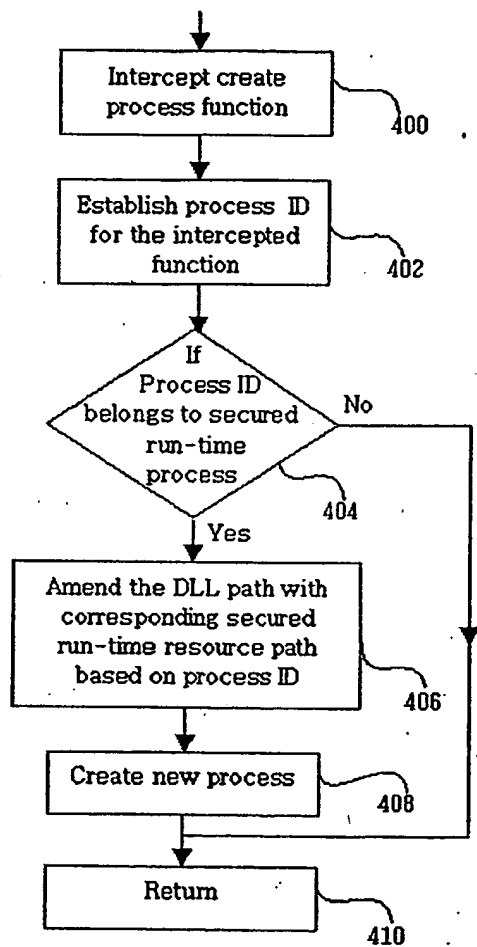 Intercept create
process function
400
Establish process ID
for the intercepted
function
402
If
Process ID
belongs to secured
run-time
process
No
404
Yes
Amend the DLL path with
corresponding secured
run-time resource path
based on process ID
406
Create new process
408
Return
410